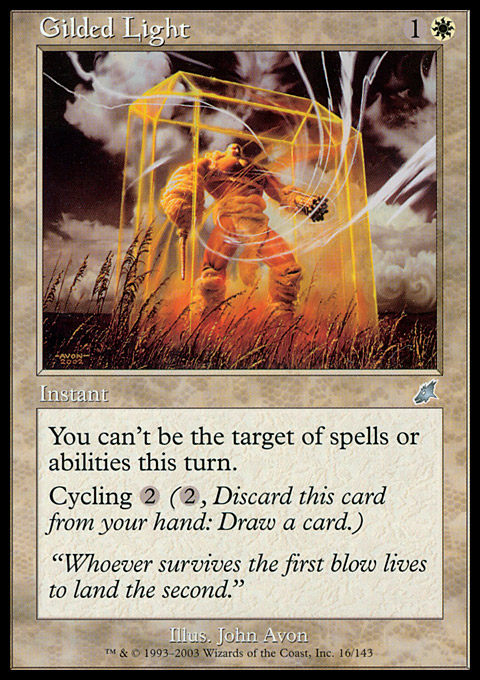 Gilded Light 1
-AVON-
2002
Instant
You can't be the target of spells or
abilities this turn.
Cycling 2 (2, Discard this card
from your hand: Draw a card.)
“Whoever survives the first blow lives
to land the second.”
Illus. John Avon
™ & © 1993–2003 Wizards of the Coast, Inc. 16/143